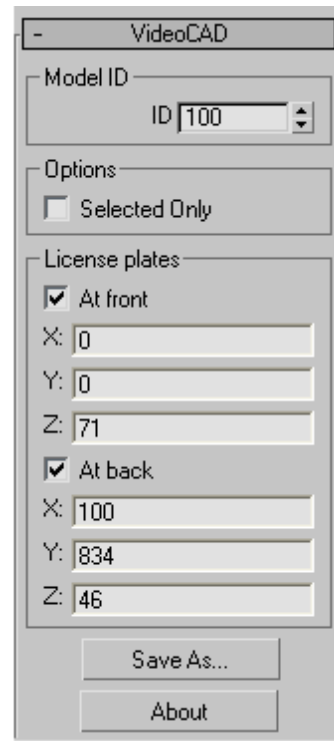 - VideoCAD
Model ID
ID 100
Options
Selected Only
License plates
At front
X: 0
Y: 0
Z: 71
At back
X: 100
Y: 834
Z: 46
Save As...
About